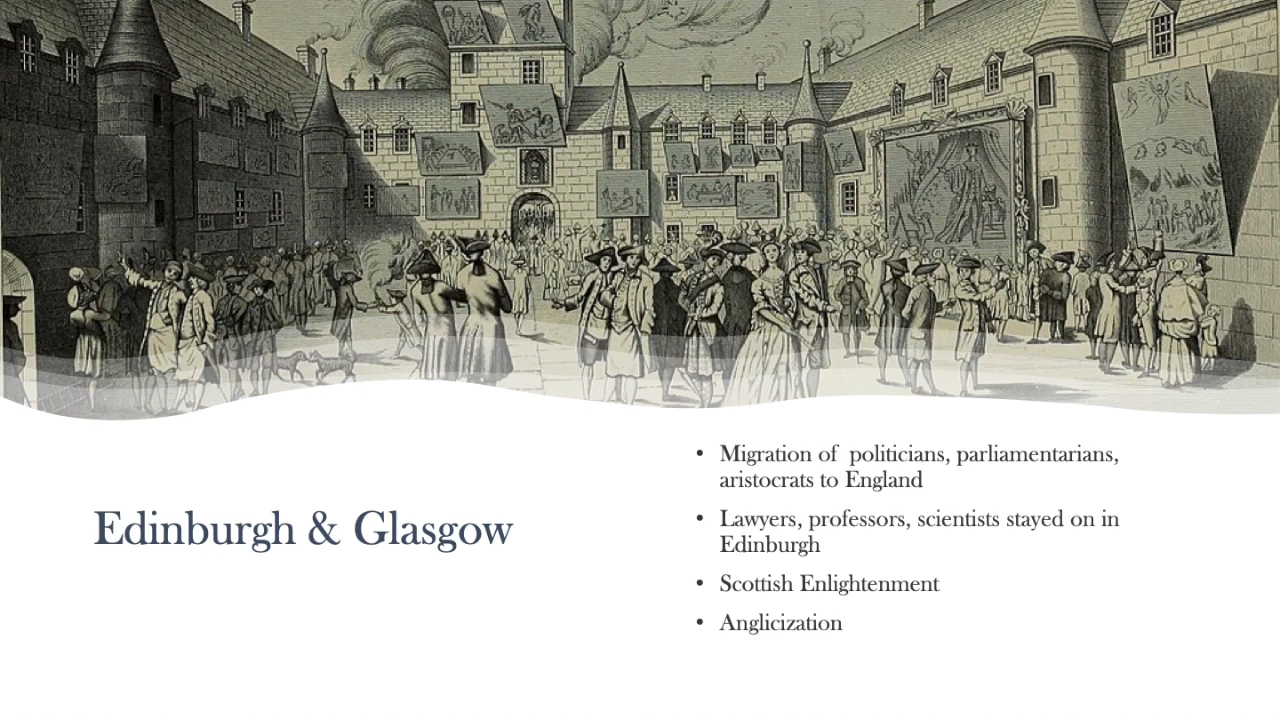 Edinburgh & Glasgow
• Migration of  politicians, parliamentarians,
aristocrats to England
• Lawyers, professors, scientists stayed on in
Edinburgh
• Scottish Enlightenment
• Anglicization